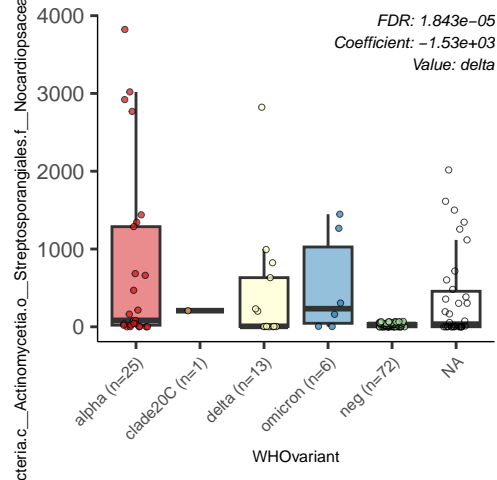 FDR: 1.843e−05
Coefficient: −1.53e+03
Value: delta
cteria.c__Actinomycetia.o__Streptosporangiales.f__Nocardiopsacea
4000
3000
2000
1000
0
alpha (n=25)
clade20C (n=1)
delta (n=13)
omicron (n=6)
neg (n=72)
NA
WHOvariant